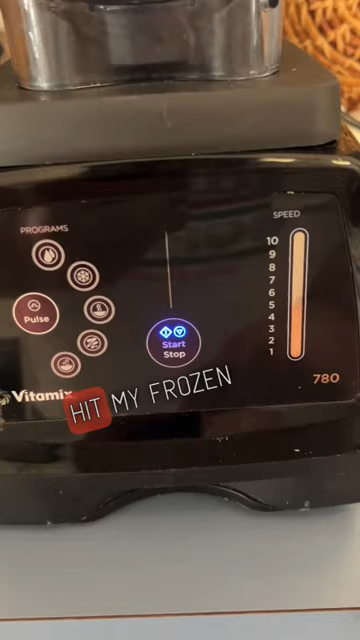 PROGRAMS
SPEED
10
9
8
7
6
5
4
3
2
1
Pulse
Start
Stop
780
Vitamix
HIT MY FROZEN